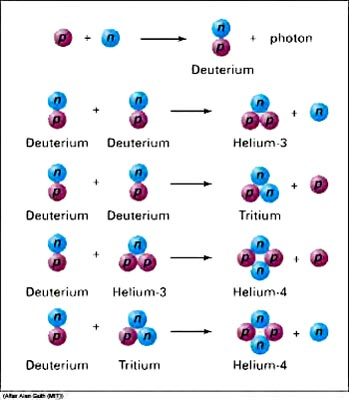 p + n → n p + photon
Deuterium
n p + n p → n p p + n
Deuterium Deuterium Helium-3
n p + n p → n p n + p
Deuterium Deuterium Tritium
n p + n p p → n p p n + p
Deuterium Helium-3 Helium-4
n p + n p n → n p p n + n
Deuterium Tritium Helium-4
(After Alan Guth (MIT))